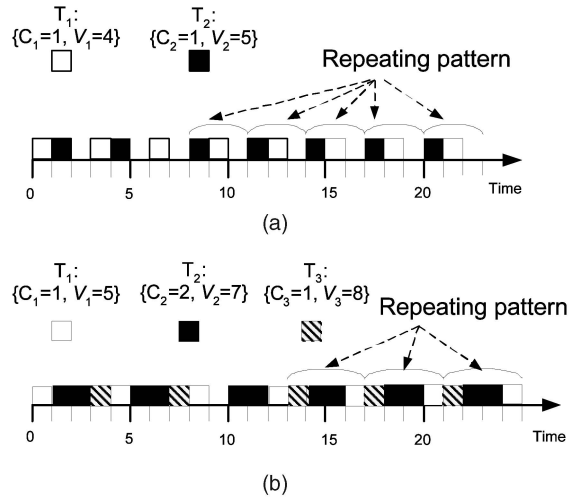 T₁: T₂:
{C₁=1, V₁=4} {C₂=1, V₂=5}
Repeating pattern
0 5 10 15 20 Time
(a)
T₁: T₂: T₃:
{C₁=1, V₁=5} {C₂=2, V₂=7} {C₃=1, V₃=8}
Repeating pattern
0 5 10 15 20 Time
(b)